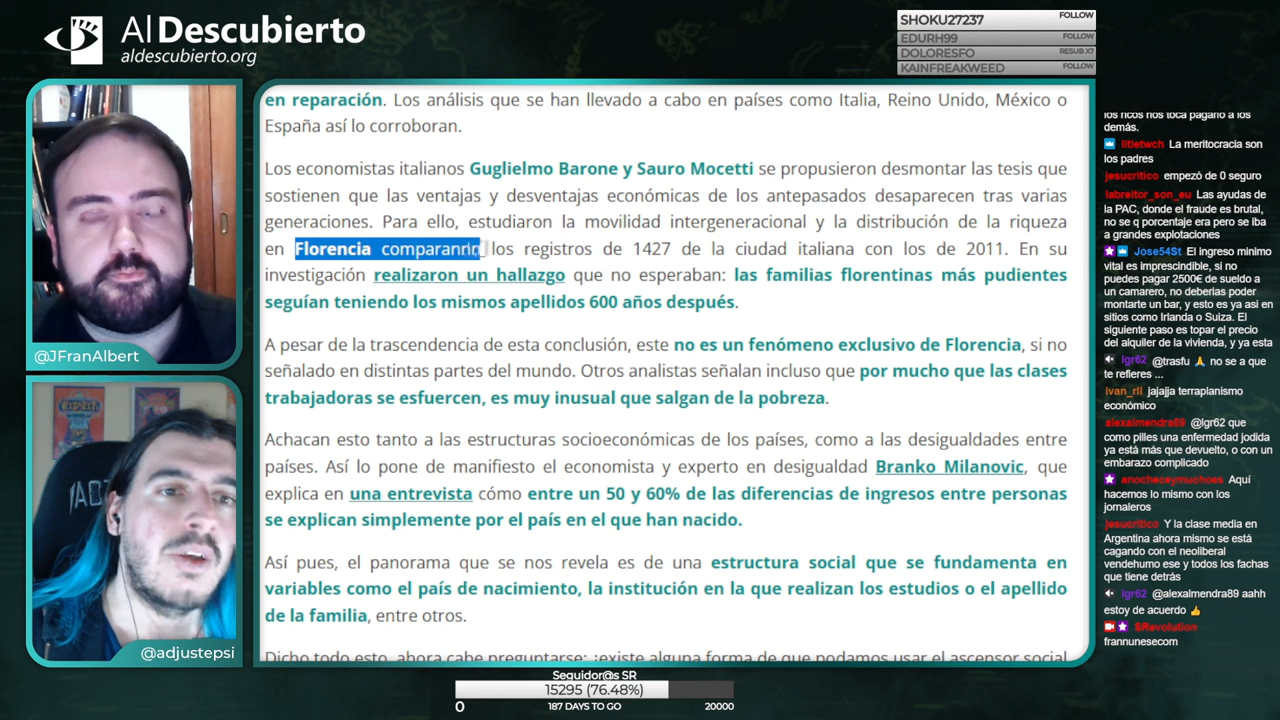 Al Descubierto
aldescubierto.org
SHOKU27237 FOLLOW
EDURH99 FOLLOW
DOLORESFO RESUB X7
KAINFREAKWEED FOLLOW
en reparación. Los análisis que se han llevado a cabo en países como Italia, Reino Unido, México o
España así lo corroboran.
Los economistas italianos Guglielmo Barone y Sauro Mocetti se propusieron desmontar las tesis que
sostienen que las ventajas y desventajas económicas de los antepasados desaparecen tras varias
generaciones. Para ello, estudiaron la movilidad intergeneracional y la distribución de la riqueza
en Florencia comparando los registros de 1427 de la ciudad italiana con los de 2011. En su
investigación realizaron un hallazgo que no esperaban: las familias florentinas más pudientes
seguían teniendo los mismos apellidos 600 años después.
A pesar de la trascendencia de esta conclusión, este no es un fenómeno exclusivo de Florencia, si no
señalado en distintas partes del mundo. Otros analistas señalan incluso que por mucho que las clases
trabajadoras se esfuercen, es muy inusual que salgan de la pobreza.
Achacan esto tanto a las estructuras socioeconómicas de los países, como a las desigualdades entre
países. Así lo pone de manifiesto el economista y experto en desigualdad Branko Milanovic, que
explica en una entrevista cómo entre un 50 y 60% de las diferencias de ingresos entre personas
se explican simplemente por el país en el que han nacido.
Así pues, el panorama que se nos revela es de una estructura social que se fundamenta en
variables como el país de nacimiento, la institución en la que realizan los estudios o el apellido
de la familia, entre otros.
Dicho todo esto, ahora cabe preguntarse: ¿existe alguna forma de que podamos usar el ascensor social
@JFranAlbert
@adjustepsi
los ricos nos toca pagarlo a los
demás.
litletwch La meritocracia son
los padres
jesucritico empezó de 0 seguro
labreitor_son_eu Las ayudas de
la PAC, donde el fraude es brutal,
no se q porcentaje era pero se iba
a grandes explotaciones
Jose54St El ingreso minimo
vital es imprescindible, si no
puedes pagar 2500€ de sueldo a
un camarero, no deberias poder
montarte un bar, y esto es ya asi en
sitios como Irlanda o Suiza. El
siguiente paso es topar el precio
del alquiler de la vivienda, y ya esta
lgr62 @trasfu 🙏 no se a que
te refieres ...
ivan_rll jajajja terraplanismo
económico
alexalmendra89 @lgr62 que
como pilles una enfermedad jodida
ya está más que devuelto, o con un
embarazo complicado
anocheceymuchoes Aquí
hacemos lo mismo con los
jornaleros
jesucritico Y la clase media en
Argentina ahora mismo se está
cagando con el neoliberal
vendehumo ese y todos los fachas
que tiene detrás
lgr62 @alexalmendra89 aahh
estoy de acuerdo 👍
SRevolution
frannunesecom
Seguidor@s SR
15295 (76.48%)
0 187 DAYS TO GO 20000